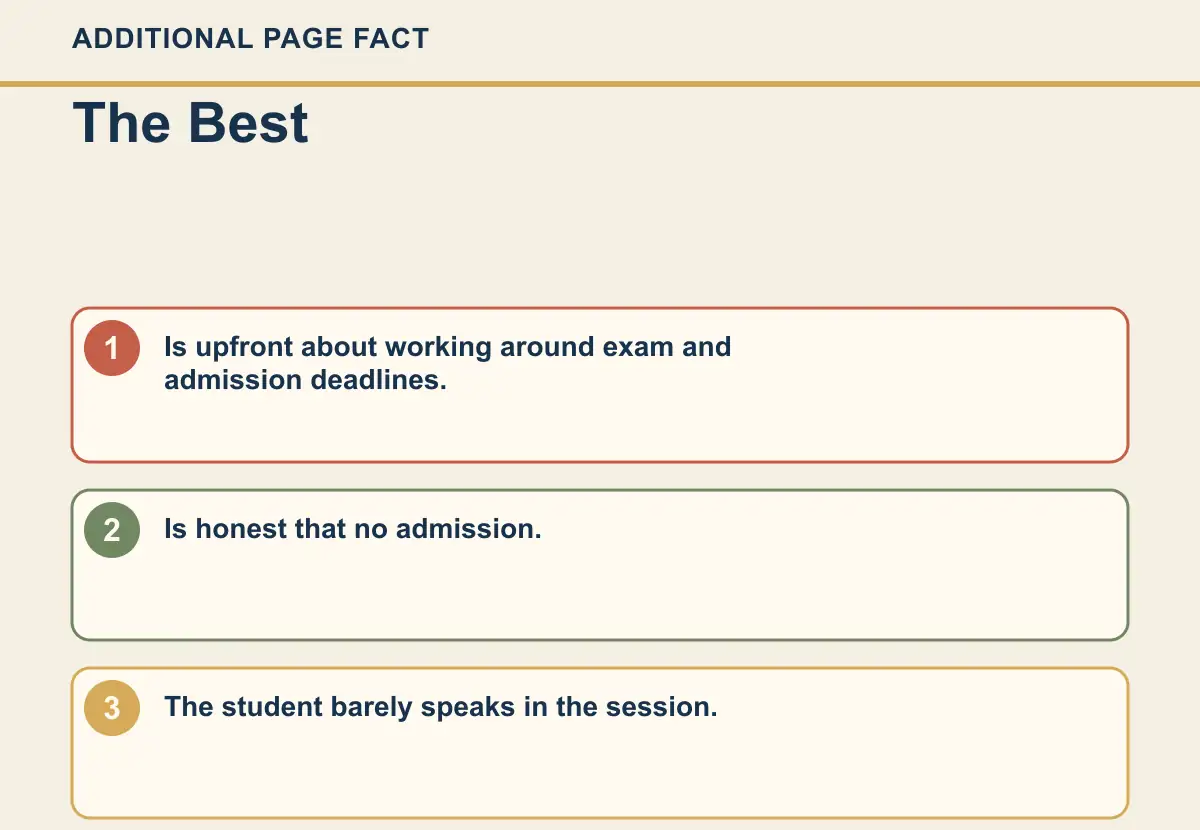 ADDITIONAL PAGE FACT
The Best
1
Is upfront about working around exam and
admission deadlines.
2
Is honest that no admission.
3
The student barely speaks in the session.